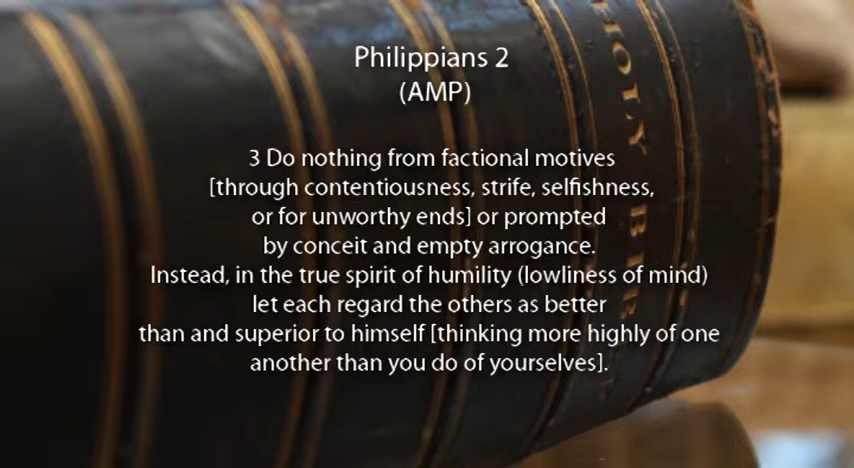 Philippians 2
(AMP)
3 Do nothing from factional motives
[through contentiousness, strife, selfishness,
or for unworthy ends] or prompted
by conceit and empty arrogance.
Instead, in the true spirit of humility (lowliness of mind)
let each regard the others as better
than and superior to himself [thinking more highly of one
another than you do of yourselves].
HOLY BIBLE